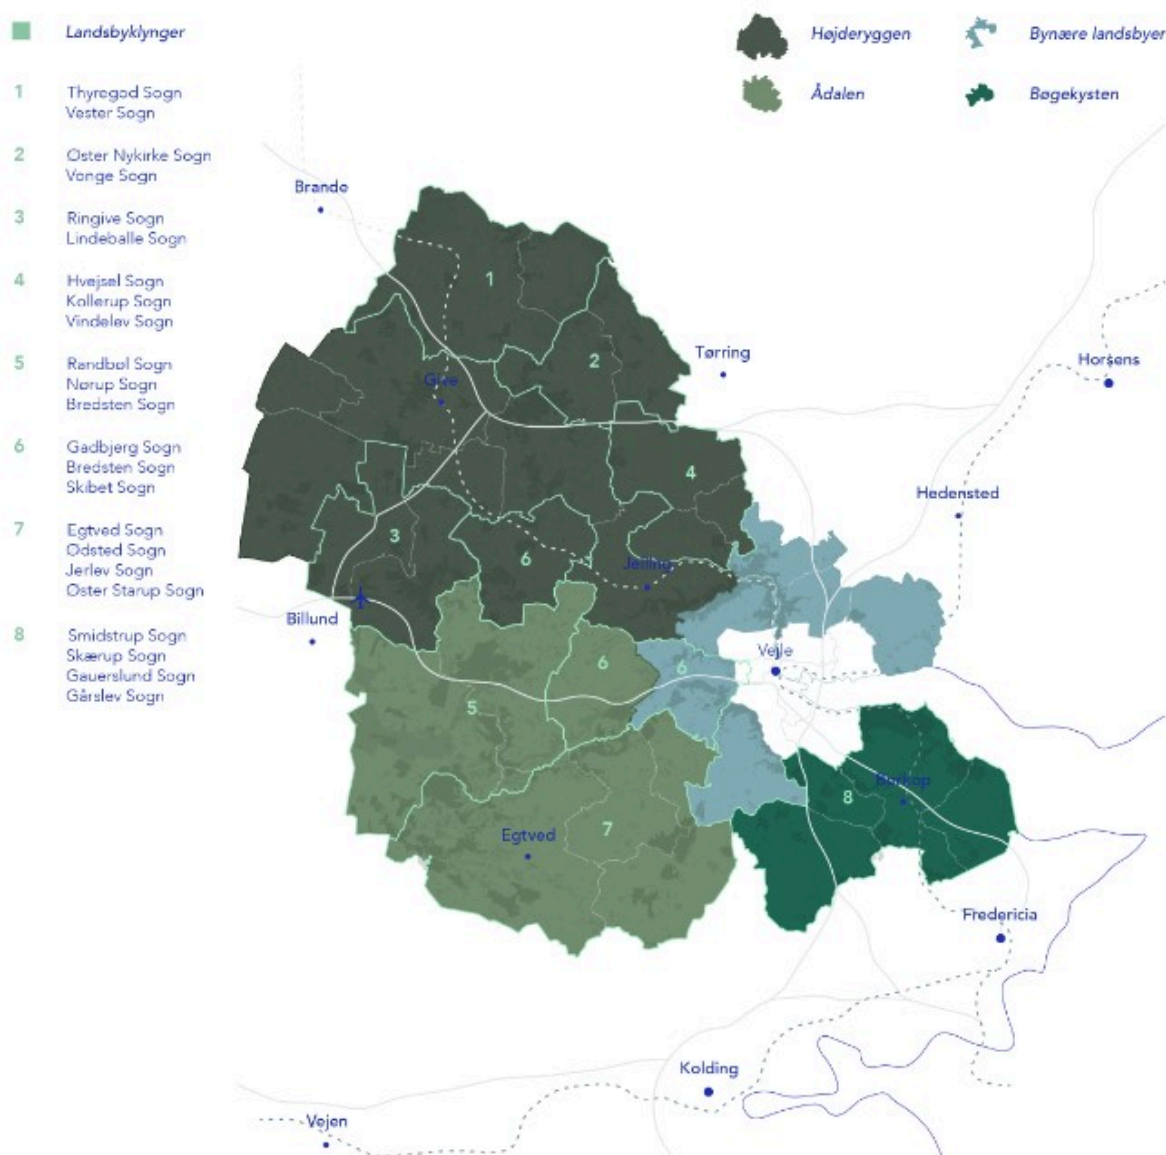 Landsbyklynger
1
Thyregod Sogn
Vester Sogn
2
Øster Nykirke Sogn
Vonge Sogn
3
Ringive Sogn
Lindeballe Sogn
4
Hvejsel Sogn
Kollerup Sogn
Vindelev Sogn
5
Randbøl Sogn
Nørup Sogn
Bredsten Sogn
6
Gadbjerg Sogn
Bredsten Sogn
Skibet Sogn
7
Egtved Sogn
Ødsted Sogn
Jerlev Sogn
Øster Starup Sogn
8
Smidstrup Sogn
Skærup Sogn
Gauerslund Sogn
Gårslev Sogn
Højderyggen
Bynære landsbyer
Ådalen
Bøgekysten
Brande
1
2
Tørring
Horsens
Give
4
Hedensted
3
6
Jelling
Billund
Vejle
6
6
5
Børkop
8
Egtved
7
Fredericia
Kolding
Vejen